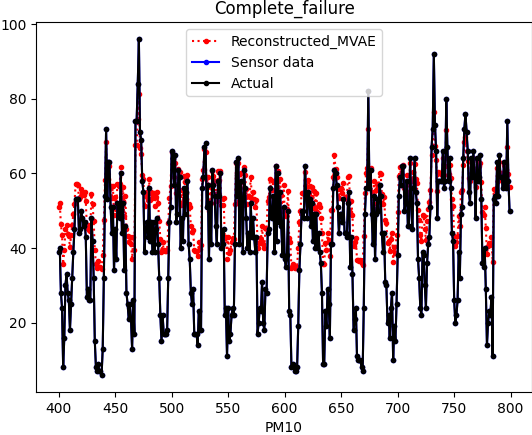 Complete_failure
Reconstructed_MVAE
Sensor data
Actual
100
80
60
40
20
400 450 500 550 600 650 700 750 800
PM10